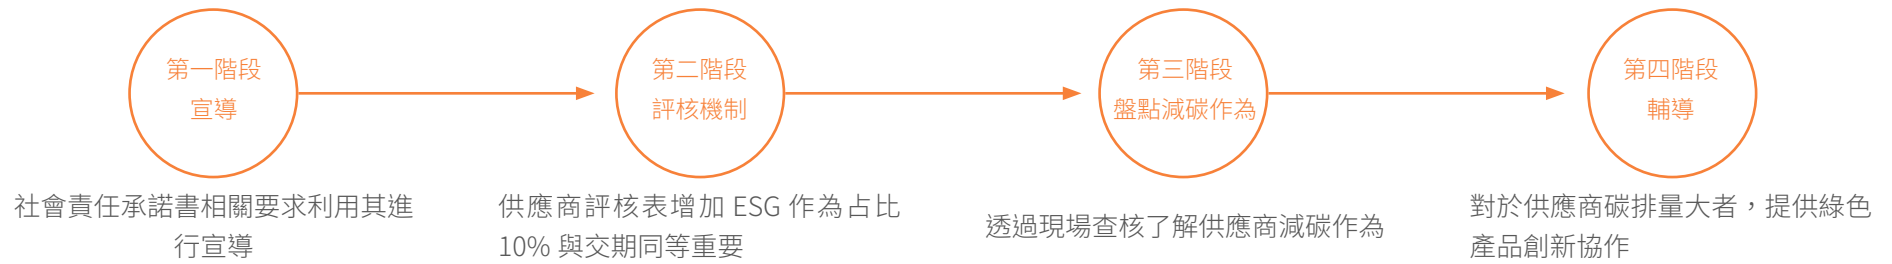 第一階段
宣導
社會責任承諾書相關要求利用其進
行宣導
第二階段
評核機制
供應商評核表增加 ESG 作為占比
10% 與交期同等重要
第三階段
盤點減碳作為
透過現場查核了解供應商減碳作為
第四階段
輔導
對於供應商碳排量大者，提供綠色
產品創新協作